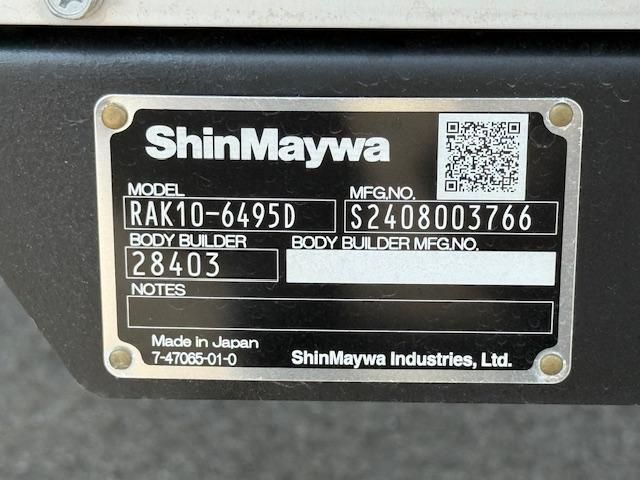 ShinMaywa
MODEL MFG.NO.
RAK10-6495D S2408003766
BODY BUILDER BODY BUILDER MFG.NO.
28403
NOTES
Made in Japan
7-47065-01-0 ShinMaywa Industries, Ltd.